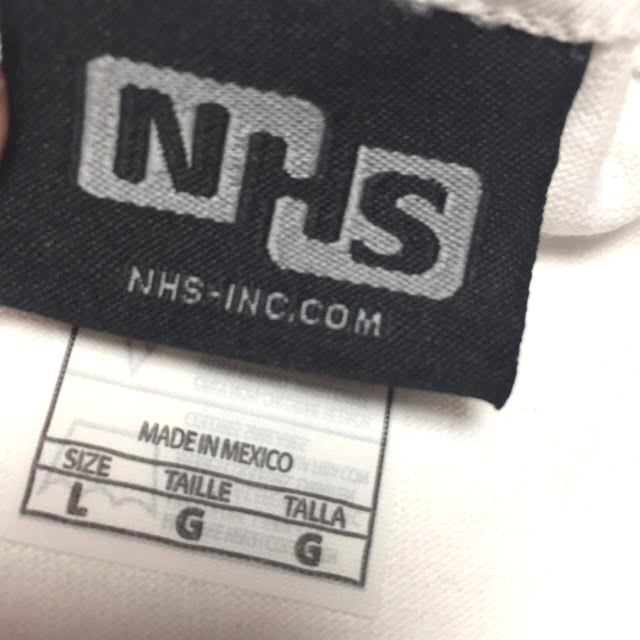 NHS
NHS-INC.COM
MADE IN MEXICO
SIZE TAILLE TALLA
L G G